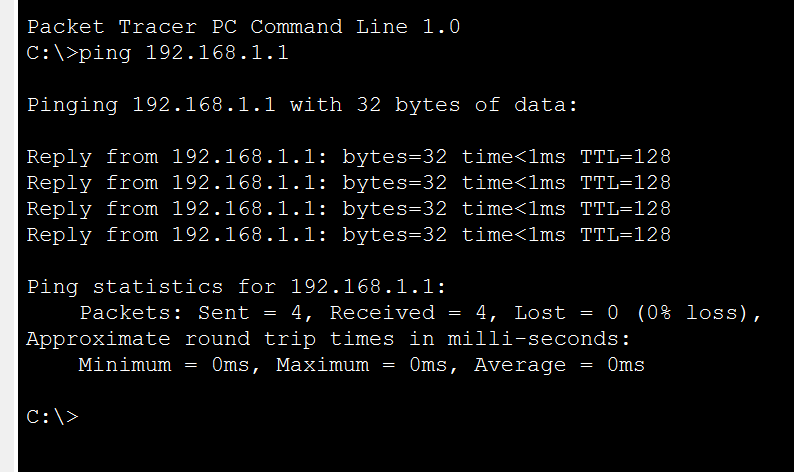 Packet Tracer PC Command Line 1.0
C:\>ping 192.168.1.1
Pinging 192.168.1.1 with 32 bytes of data:
Reply from 192.168.1.1: bytes=32 time<1ms TTL=128
Reply from 192.168.1.1: bytes=32 time<1ms TTL=128
Reply from 192.168.1.1: bytes=32 time<1ms TTL=128
Reply from 192.168.1.1: bytes=32 time<1ms TTL=128
Ping statistics for 192.168.1.1:
    Packets: Sent = 4, Received = 4, Lost = 0 (0% loss),
Approximate round trip times in milli-seconds:
    Minimum = 0ms, Maximum = 0ms, Average = 0ms
C:\>